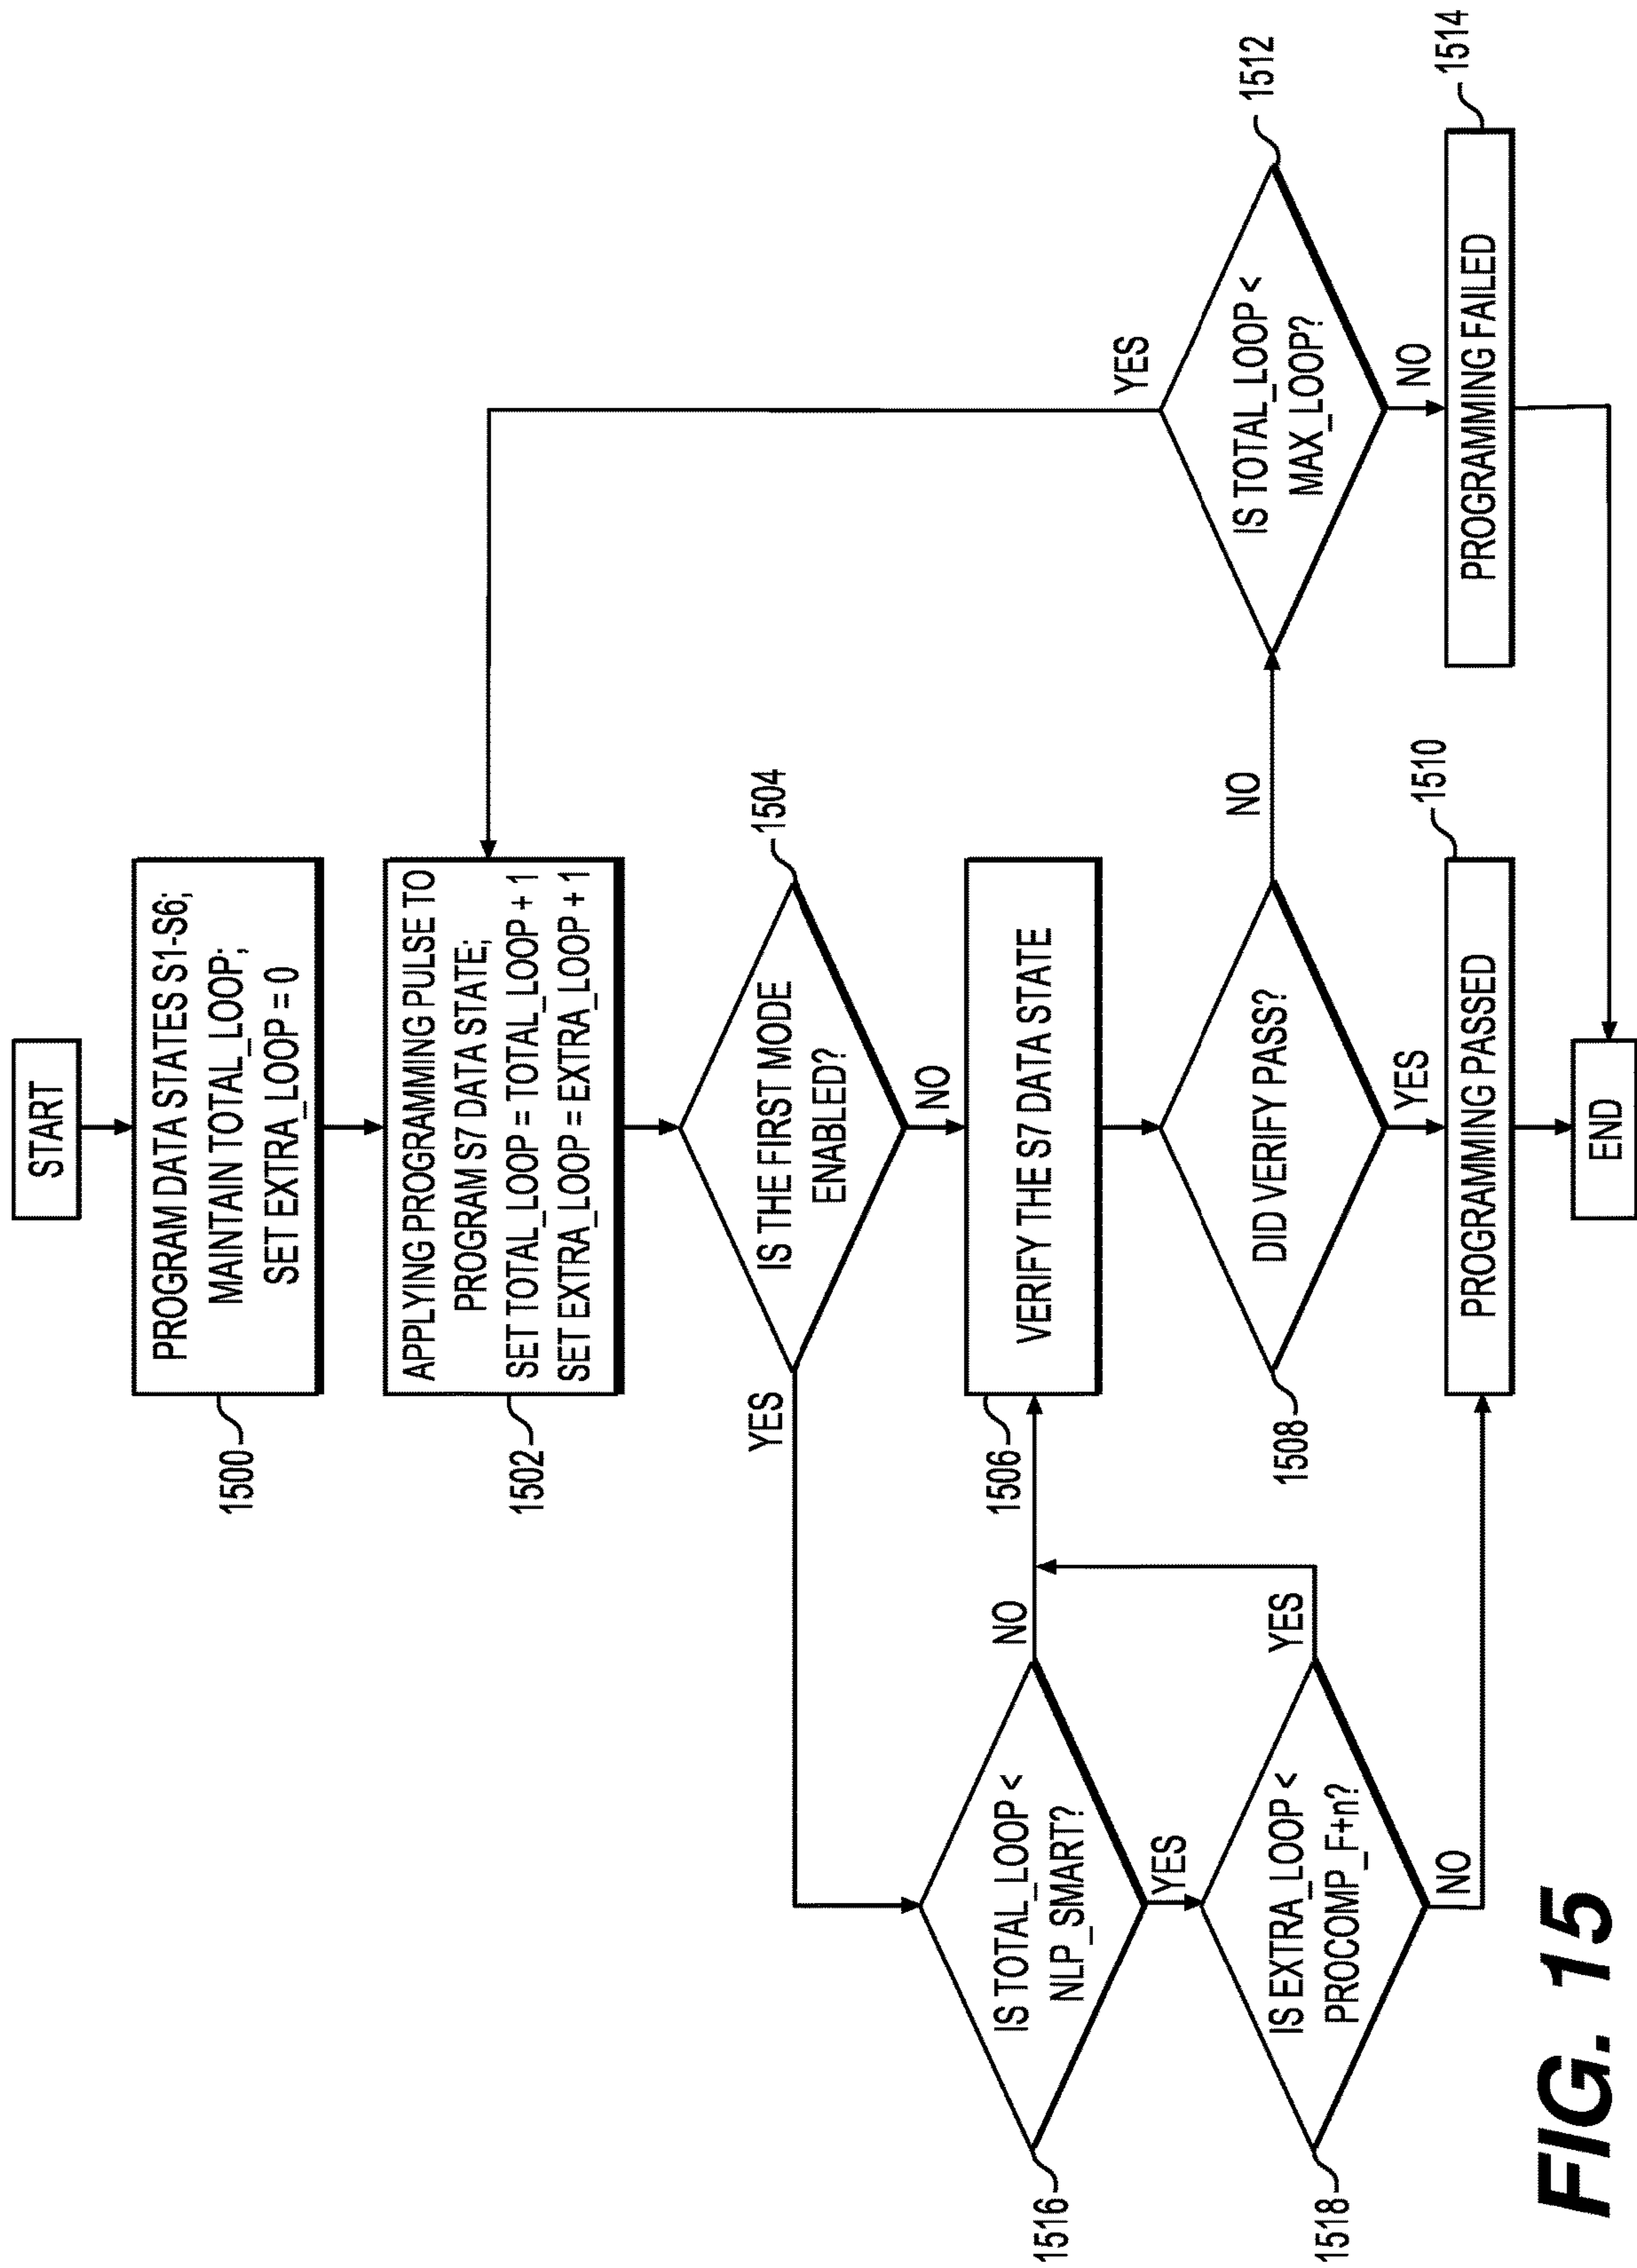 START
PROGRAM DATA STATES S1-S6;
MAINTAIN TOTAL_LOOP;
SET EXTRA_LOOP = 0
1500
APPLYING PROGRAMMING PULSE TO
PROGRAM S7 DATA STATE;
SET TOTAL_LOOP = TOTAL_LOOP + 1
SET EXTRA_LOOP = EXTRA_LOOP + 1
1502
IS THE FIRST MODE
ENABLED?
1504
YES
NO
IS TOTAL_LOOP <
NLP_SMART?
1516
NO
YES
IS EXTRA_LOOP <
PROCOMP_F+n?
1518
YES
NO
VERIFY THE S7 DATA STATE
1506
DID VERIFY PASS?
1508
NO
YES
IS TOTAL_LOOP <
MAX_LOOP?
1512
YES
NO
PROGRAMMING PASSED
1510
PROGRAMMING FAILED
1514
END
FIG. 15